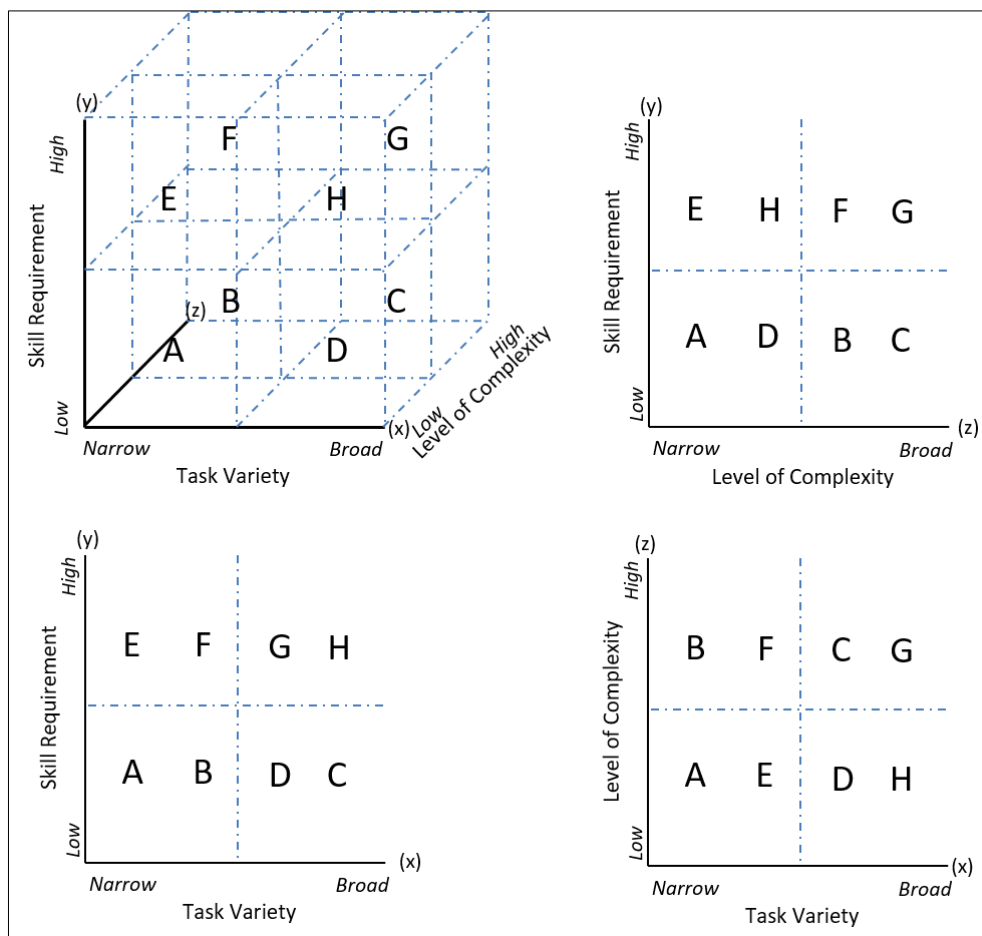 (y)
High
Skill Requirement
Low
F G
E H
(z) B C
A D
(x)
Narrow Broad
Task Variety
Low High
Level of Complexity
(y)
High
Skill Requirement
Low
E H F G
A D B C
(z)
Narrow Broad
Level of Complexity
(y)
High
Skill Requirement
Low
E F G H
A B D C
(x)
Narrow Broad
Task Variety
(z)
High
Level of Complexity
Low
B F C G
A E D H
(x)
Narrow Broad
Task Variety